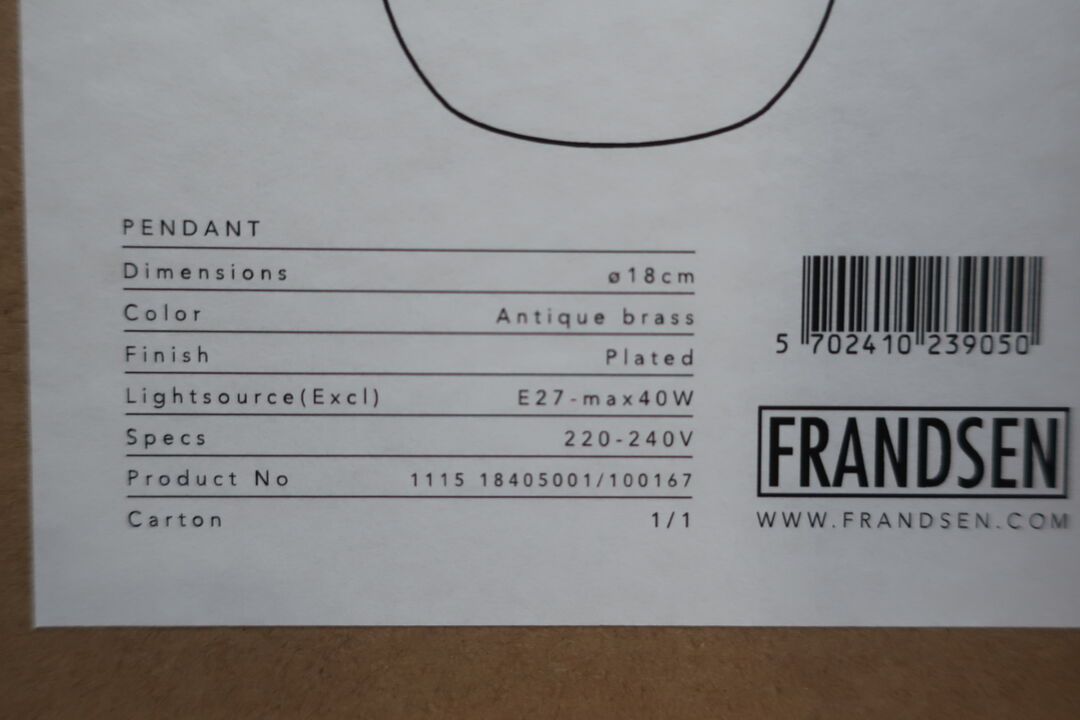 PENDANT
Dimensions ø18cm
Color Antique brass
Finish Plated
Lightsource(Excl) E27-max40W
Specs 220-240V
Product No 1115 18405001/100167
Carton 1/1
5 702410 239050
FRANDSEN
WWW.FRANDSEN.COM